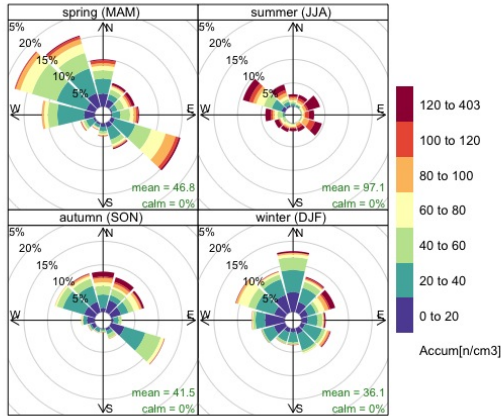 spring (MAM)
5%
20%
15%
10%
5%
N
W
E
S
mean = 46.8
calm = 0%
summer (JJA)
20%
15%
10%
5%
N
W
E
S
mean = 97.1
calm = 0%
autumn (SON)
5%
20%
15%
10%
5%
N
W
E
S
mean = 41.5
calm = 0%
winter (DJF)
5%
20%
15%
10%
5%
N
W
E
S
mean = 36.1
calm = 0%
120 to 403
100 to 120
80 to 100
60 to 80
40 to 60
20 to 40
0 to 20
Accum[n/cm3]